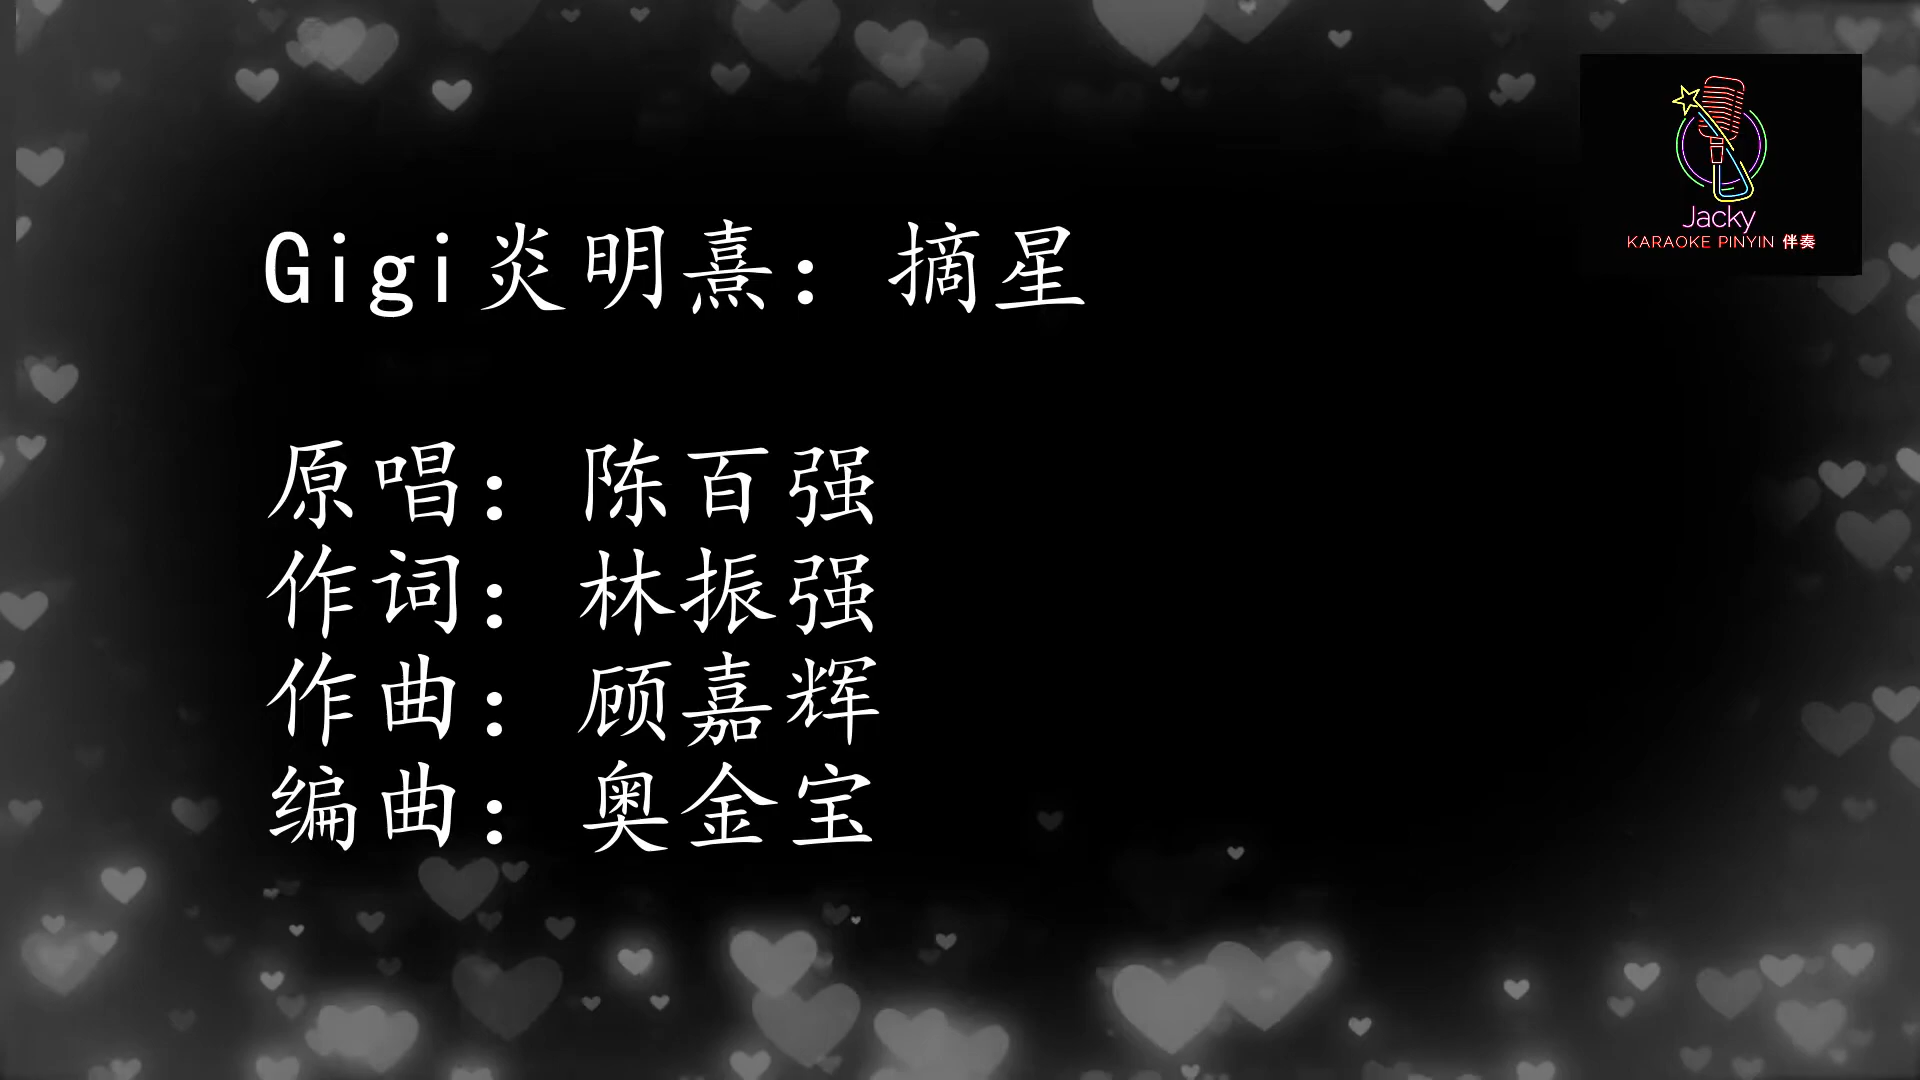 Gigi炎明熹：摘星
原唱：陈百强
作词：林振强
作曲：顾嘉辉
编曲：奥金宝
Jacky
KARAOKE PINYIN 伴奏